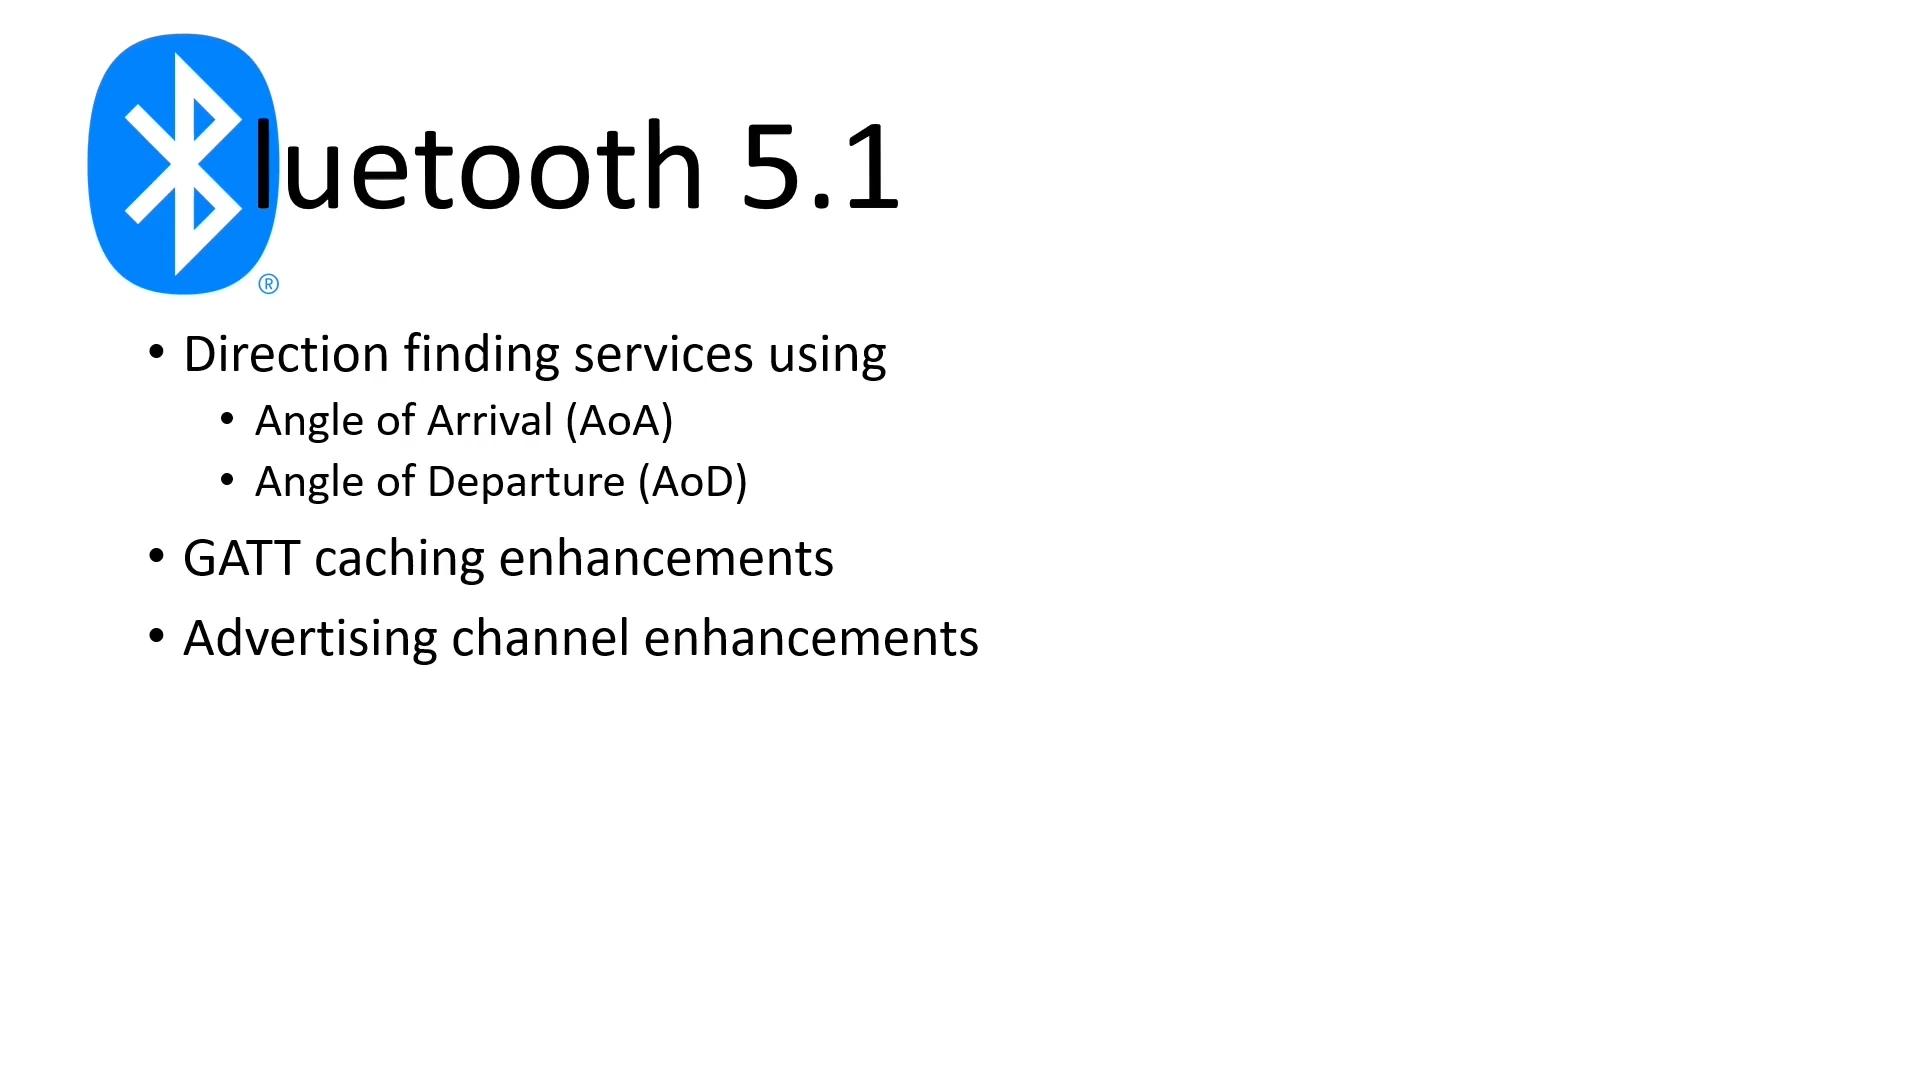 luetooth 5.1
®
• Direction finding services using
• Angle of Arrival (AoA)
• Angle of Departure (AoD)
• GATT caching enhancements
• Advertising channel enhancements